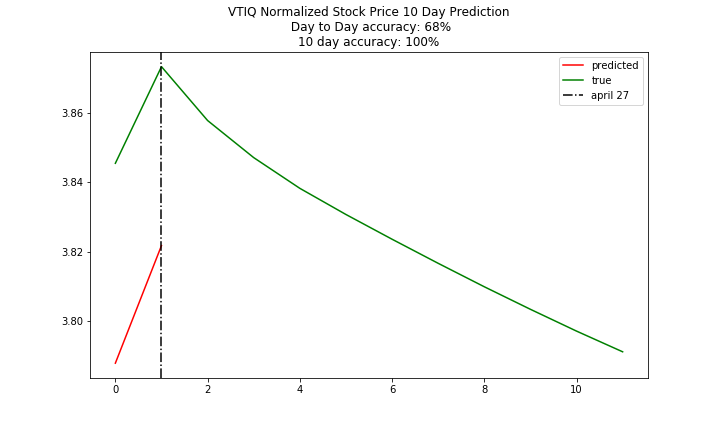 VTIQ Normalized Stock Price 10 Day Prediction
Day to Day accuracy: 68%
10 day accuracy: 100%
predicted
true
april 27
3.86
3.84
3.82
3.80
0 2 4 6 8 10